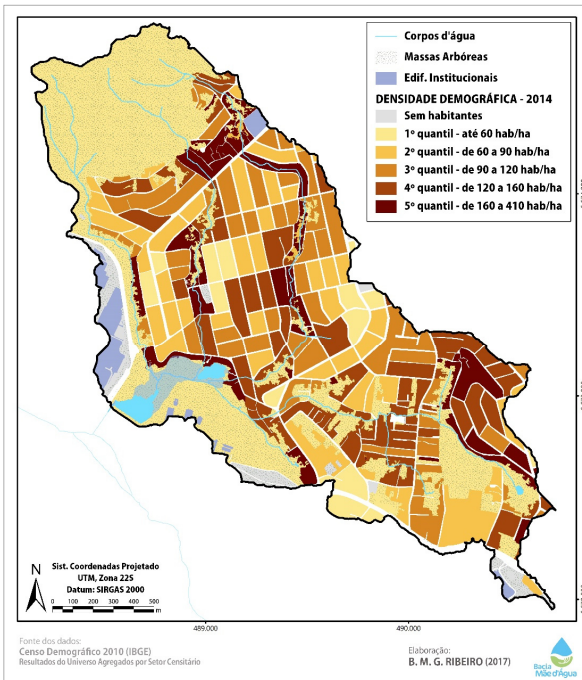 Corpos d'água
Massas Arbóreas
Edif. Institucionais
DENSIDADE DEMOGRÁFICA - 2014
Sem habitantes
1º quantil - até 60 hab/ha
2º quantil - de 60 a 90 hab/ha
3º quantil - de 90 a 120 hab/ha
4º quantil - de 120 a 160 hab/ha
5º quantil - de 160 a 410 hab/ha
N
Sist. Coordenadas Projetado
UTM, Zona 22S
Datum: SIRGAS 2000
0 100 200 300 400 500
m
489.000 490.000
Fonte dos dados:
Censo Demográfico 2010 (IBGE)
Resultados do Universo Agregados por Setor Censitário
Elaboração:
B. M. G. RIBEIRO (2017)
Bacia
Mãe d'Água